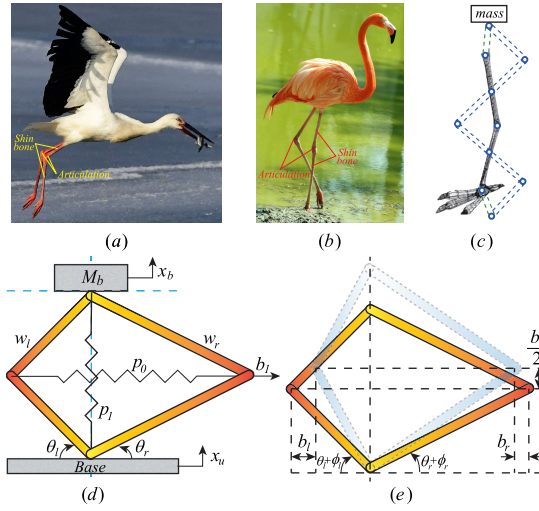 mass
Shin
bone
Articulation
Shin
bone
Articulation
(a)
(b)
(c)
M_b
x_b
w_l
w_r
p_0
b_1
p_l
θ_l
θ_r
x_u
Base
(d)
b_l
θ_l+ϕ_l
θ_r+ϕ_r
b_r
2
(e)